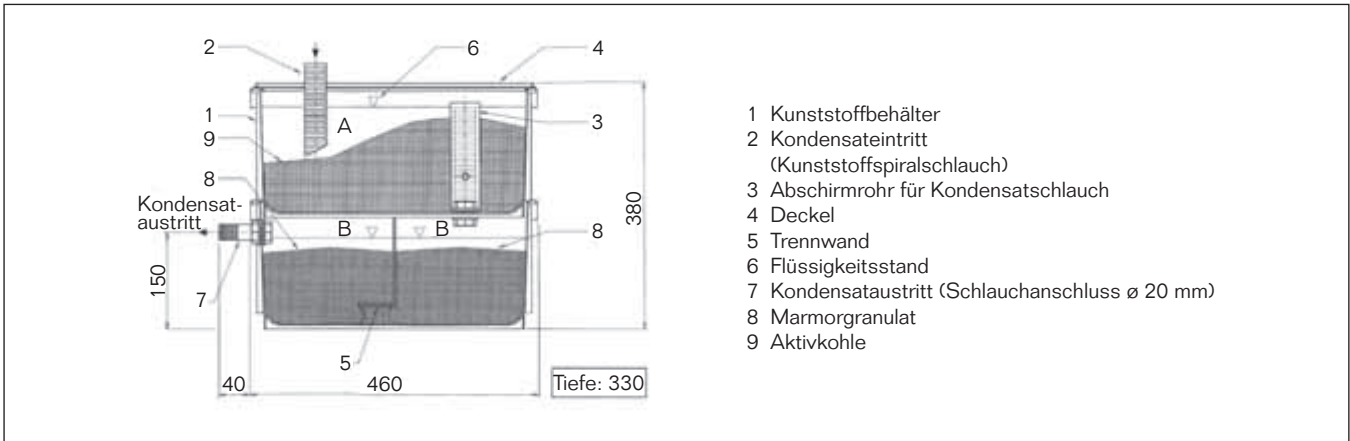 2
6
4
1
A
3
9
8
Kondensat-
austritt
B
B
8
380
150
7
5
40
460
Tiefe: 330
1 Kunststoffbehälter
2 Kondensateintritt
(Kunststoffspiralschlauch)
3 Abschirmrohr für Kondensatschlauch
4 Deckel
5 Trennwand
6 Flüssigkeitsstand
7 Kondensataustritt (Schlauchanschluss ø 20 mm)
8 Marmorgranulat
9 Aktivkohle